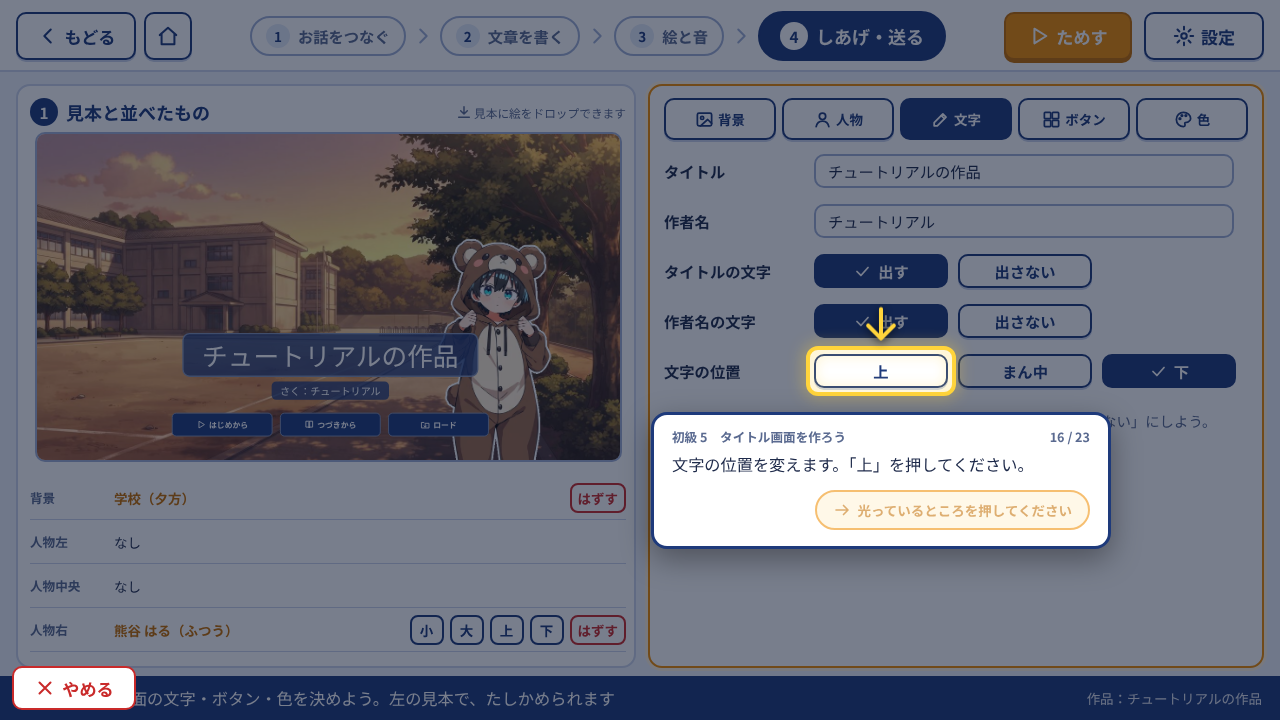 もどる
1 お話をつなぐ
2 文章を書く
3 絵と音
4 しあげ・送る
ためす
設定
1 見本と並べたもの
見本に絵をドロップできます
チュートリアルの作品
さく：チュートリアル
はじめから
つづきから
ロード
背景 学校（夕方） はずす
人物左 なし
人物中央 なし
人物右 熊谷 はる（ふつう） 小 大 上 下 はずす
背景
人物
文字
ボタン
色
タイトル チュートリアルの作品
作者名 チュートリアル
タイトルの文字 出す 出さない
作者名の文字 出す 出さない
文字の位置 上 まん中 下
ない」にしよう。
初級 5 タイトル画面を作ろう 16 / 23
文字の位置を変えます。「上」を押してください。
光っているところを押してください
やめる
面の文字・ボタン・色を決めよう。左の見本で、たしかめられます
作品：チュートリアルの作品